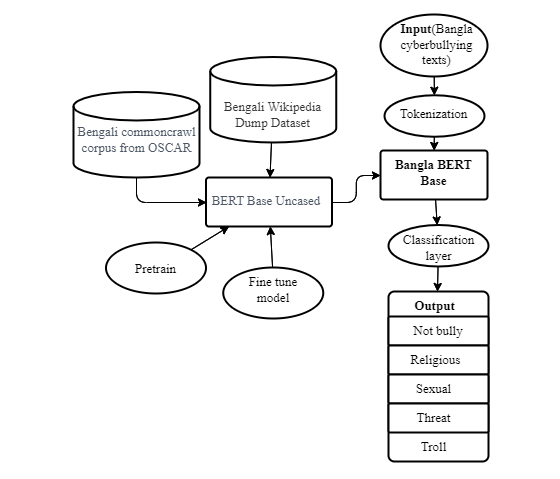 Input(Bangla
cyberbullying
texts)
Bengali Wikipedia
Dump Dataset
Bengali commoncrawl
corpus from OSCAR
Tokenization
Bangla BERT
Base
BERT Base Uncased
Classification
layer
Pretrain
Fine tune
model
Output
Not bully
Religious
Sexual
Threat
Troll